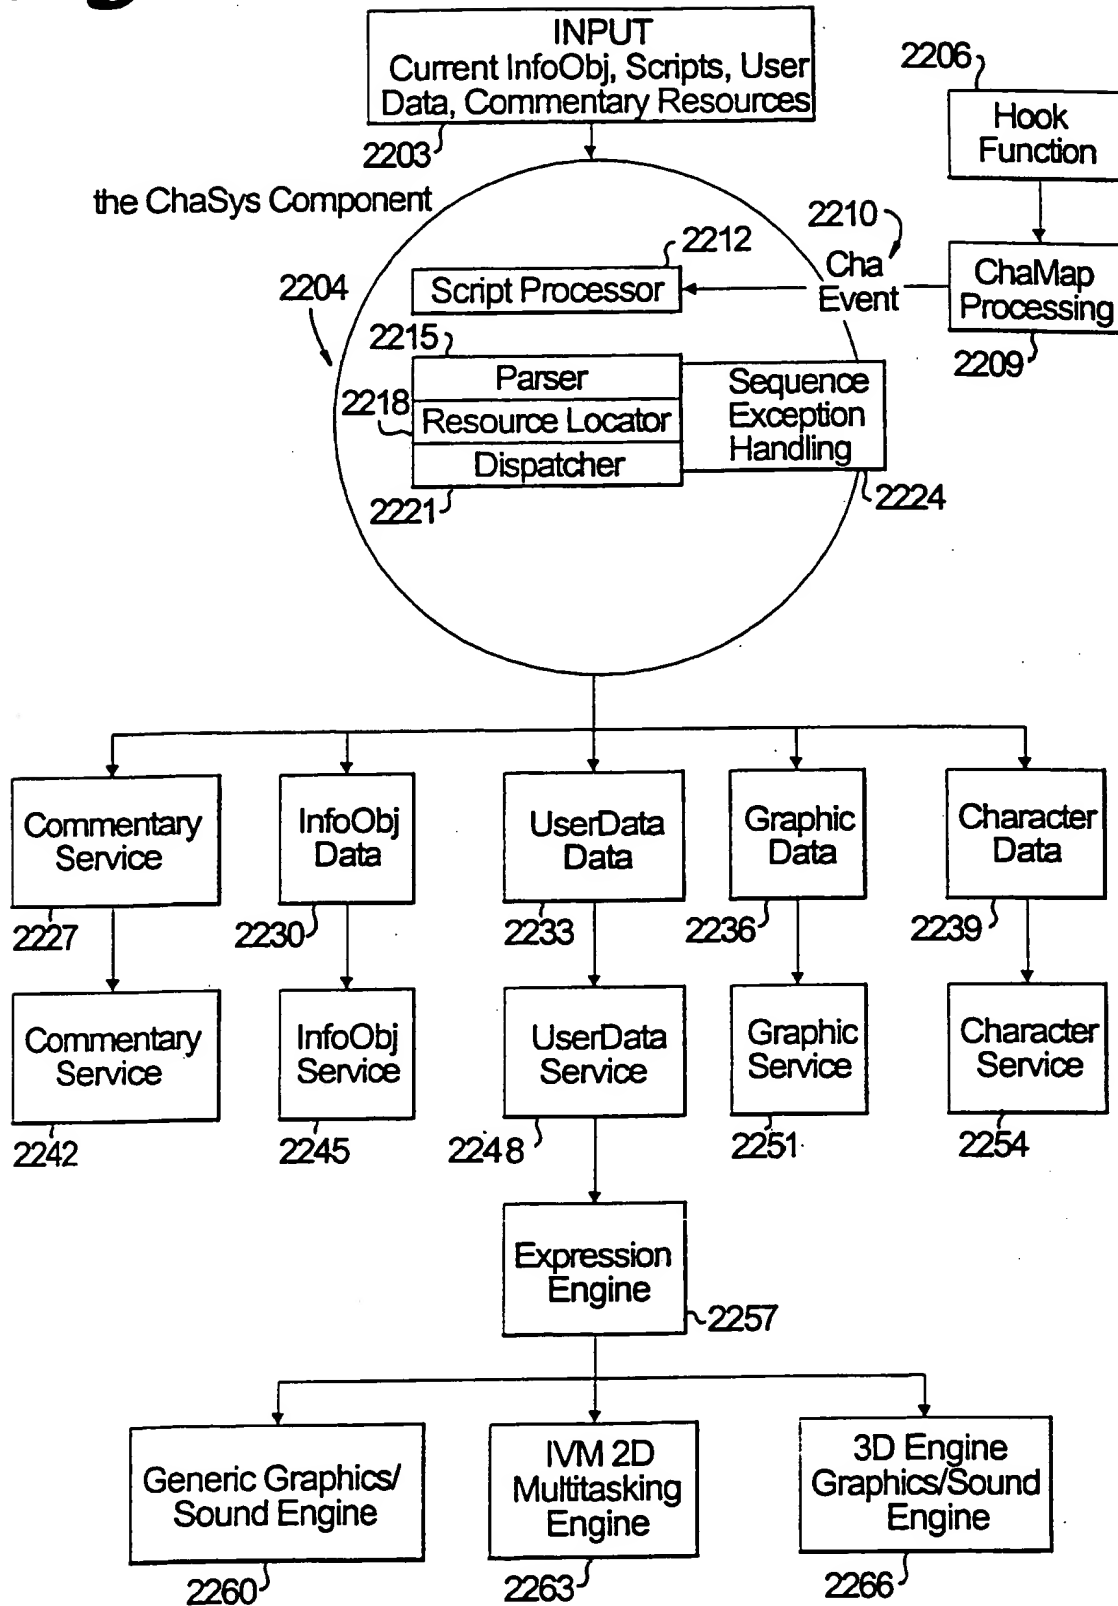 INPUT
Current InfoObj, Scripts, User
Data, Commentary Resources
2203
2206
Hook
Function
the ChaSys Component
2210
2212
Cha
Event
ChaMap
Processing
2209
2204
Script Processor
2215
Parser
2218
Resource Locator
Dispatcher
2221
Sequence
Exception
Handling
2224
Commentary
Service
2227
InfoObj
Data
2230
UserData
Data
2233
Graphic
Data
2236
Character
Data
2239
Commentary
Service
2242
InfoObj
Service
2245
UserData
Service
2248
Graphic
Service
2251
Character
Service
2254
Expression
Engine
2257
Generic Graphics/
Sound Engine
2260
IVM 2D
Multitasking
Engine
2263
3D Engine
Graphics/Sound
Engine
2266